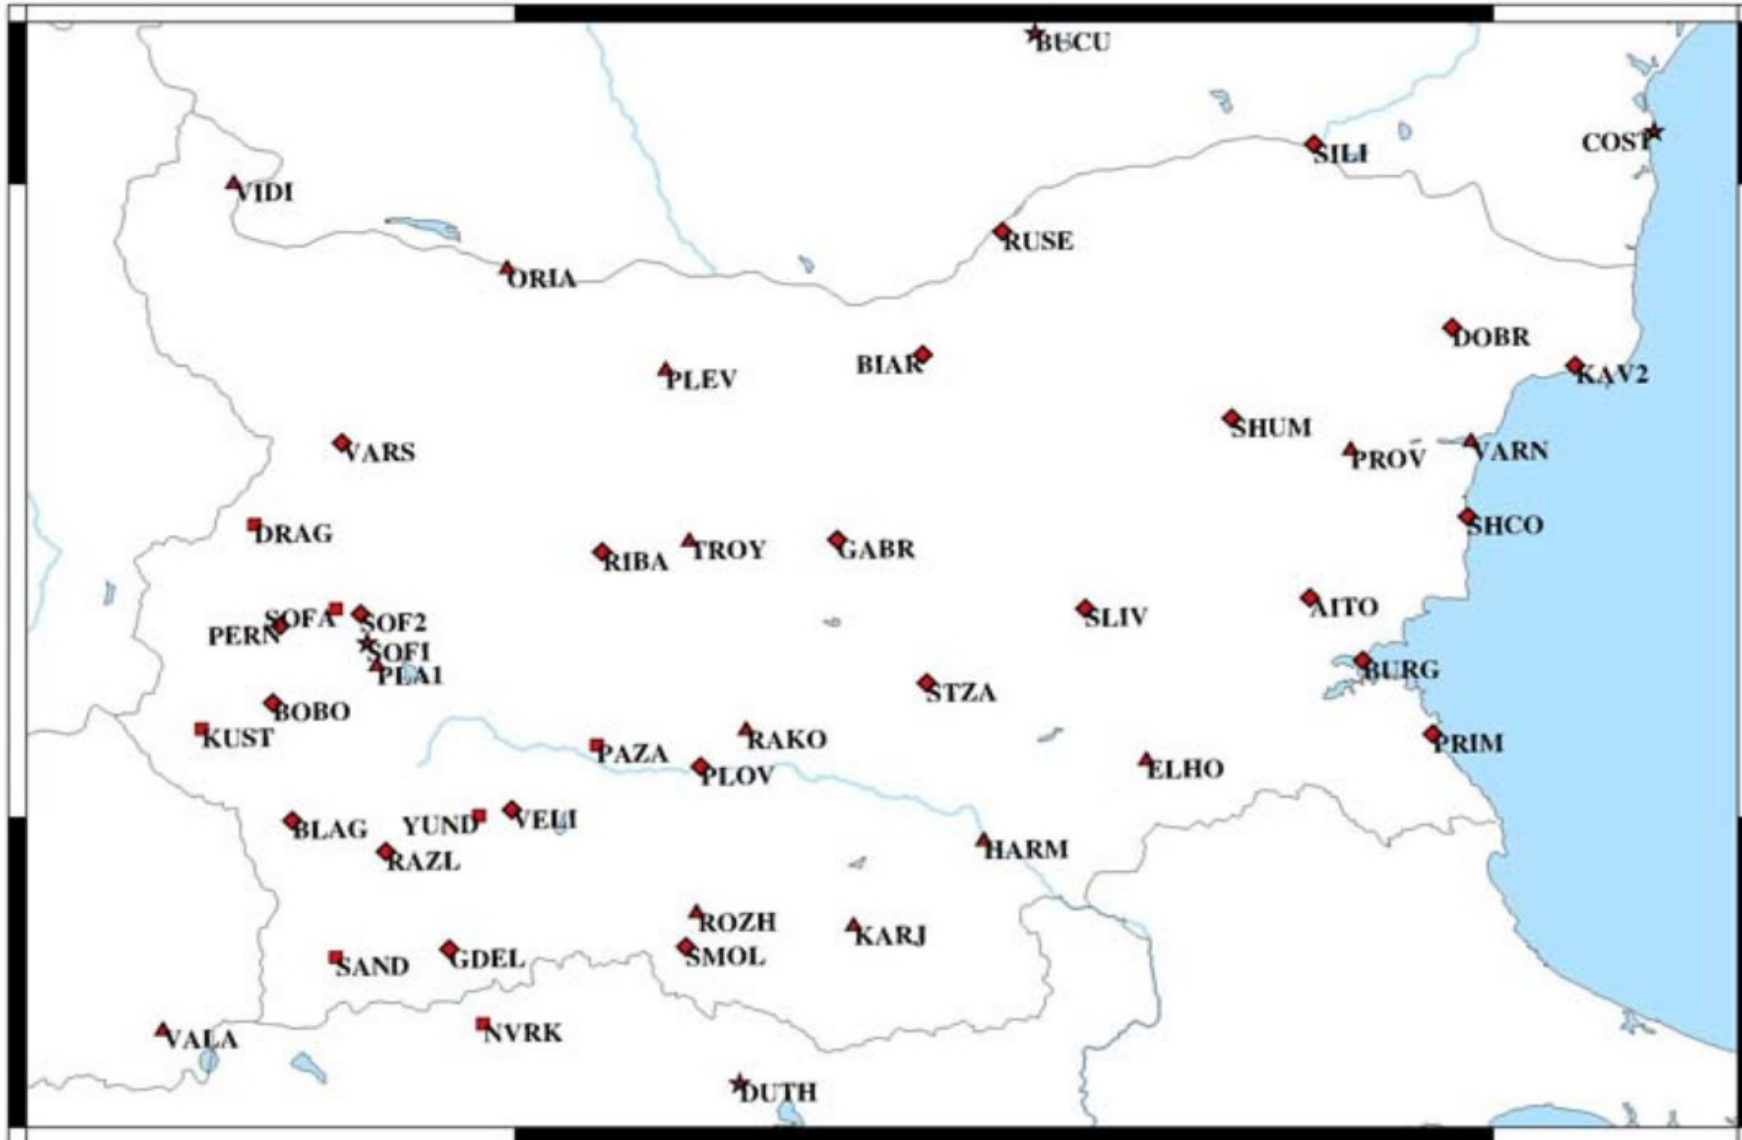 BUCU
COST
SILI
VIDI
RUSE
ORIA
DOBR
BIAR
KAV2
PLEV
SHUM
VARS
PROV
VARN
DRAG
SHCO
RIBA
TROY
GABR
AITO
SLIV
SOFA
SOF2
PERN
SOFI
PLA1
BURG
STZA
BOBO
KUST
RAKO
PRIM
PAZA
PLOV
ELHO
VELI
YUND
BLAG
HARM
RAZL
ROZH
KARJ
SMOL
GDEL
SAND
NVRK
VALA
DUTH